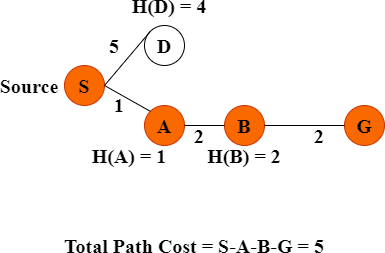 H(D) = 4
5
D
Source
S
1
A
2
B
2
G
H(A) = 1
H(B) = 2
Total Path Cost = S-A-B-G = 5